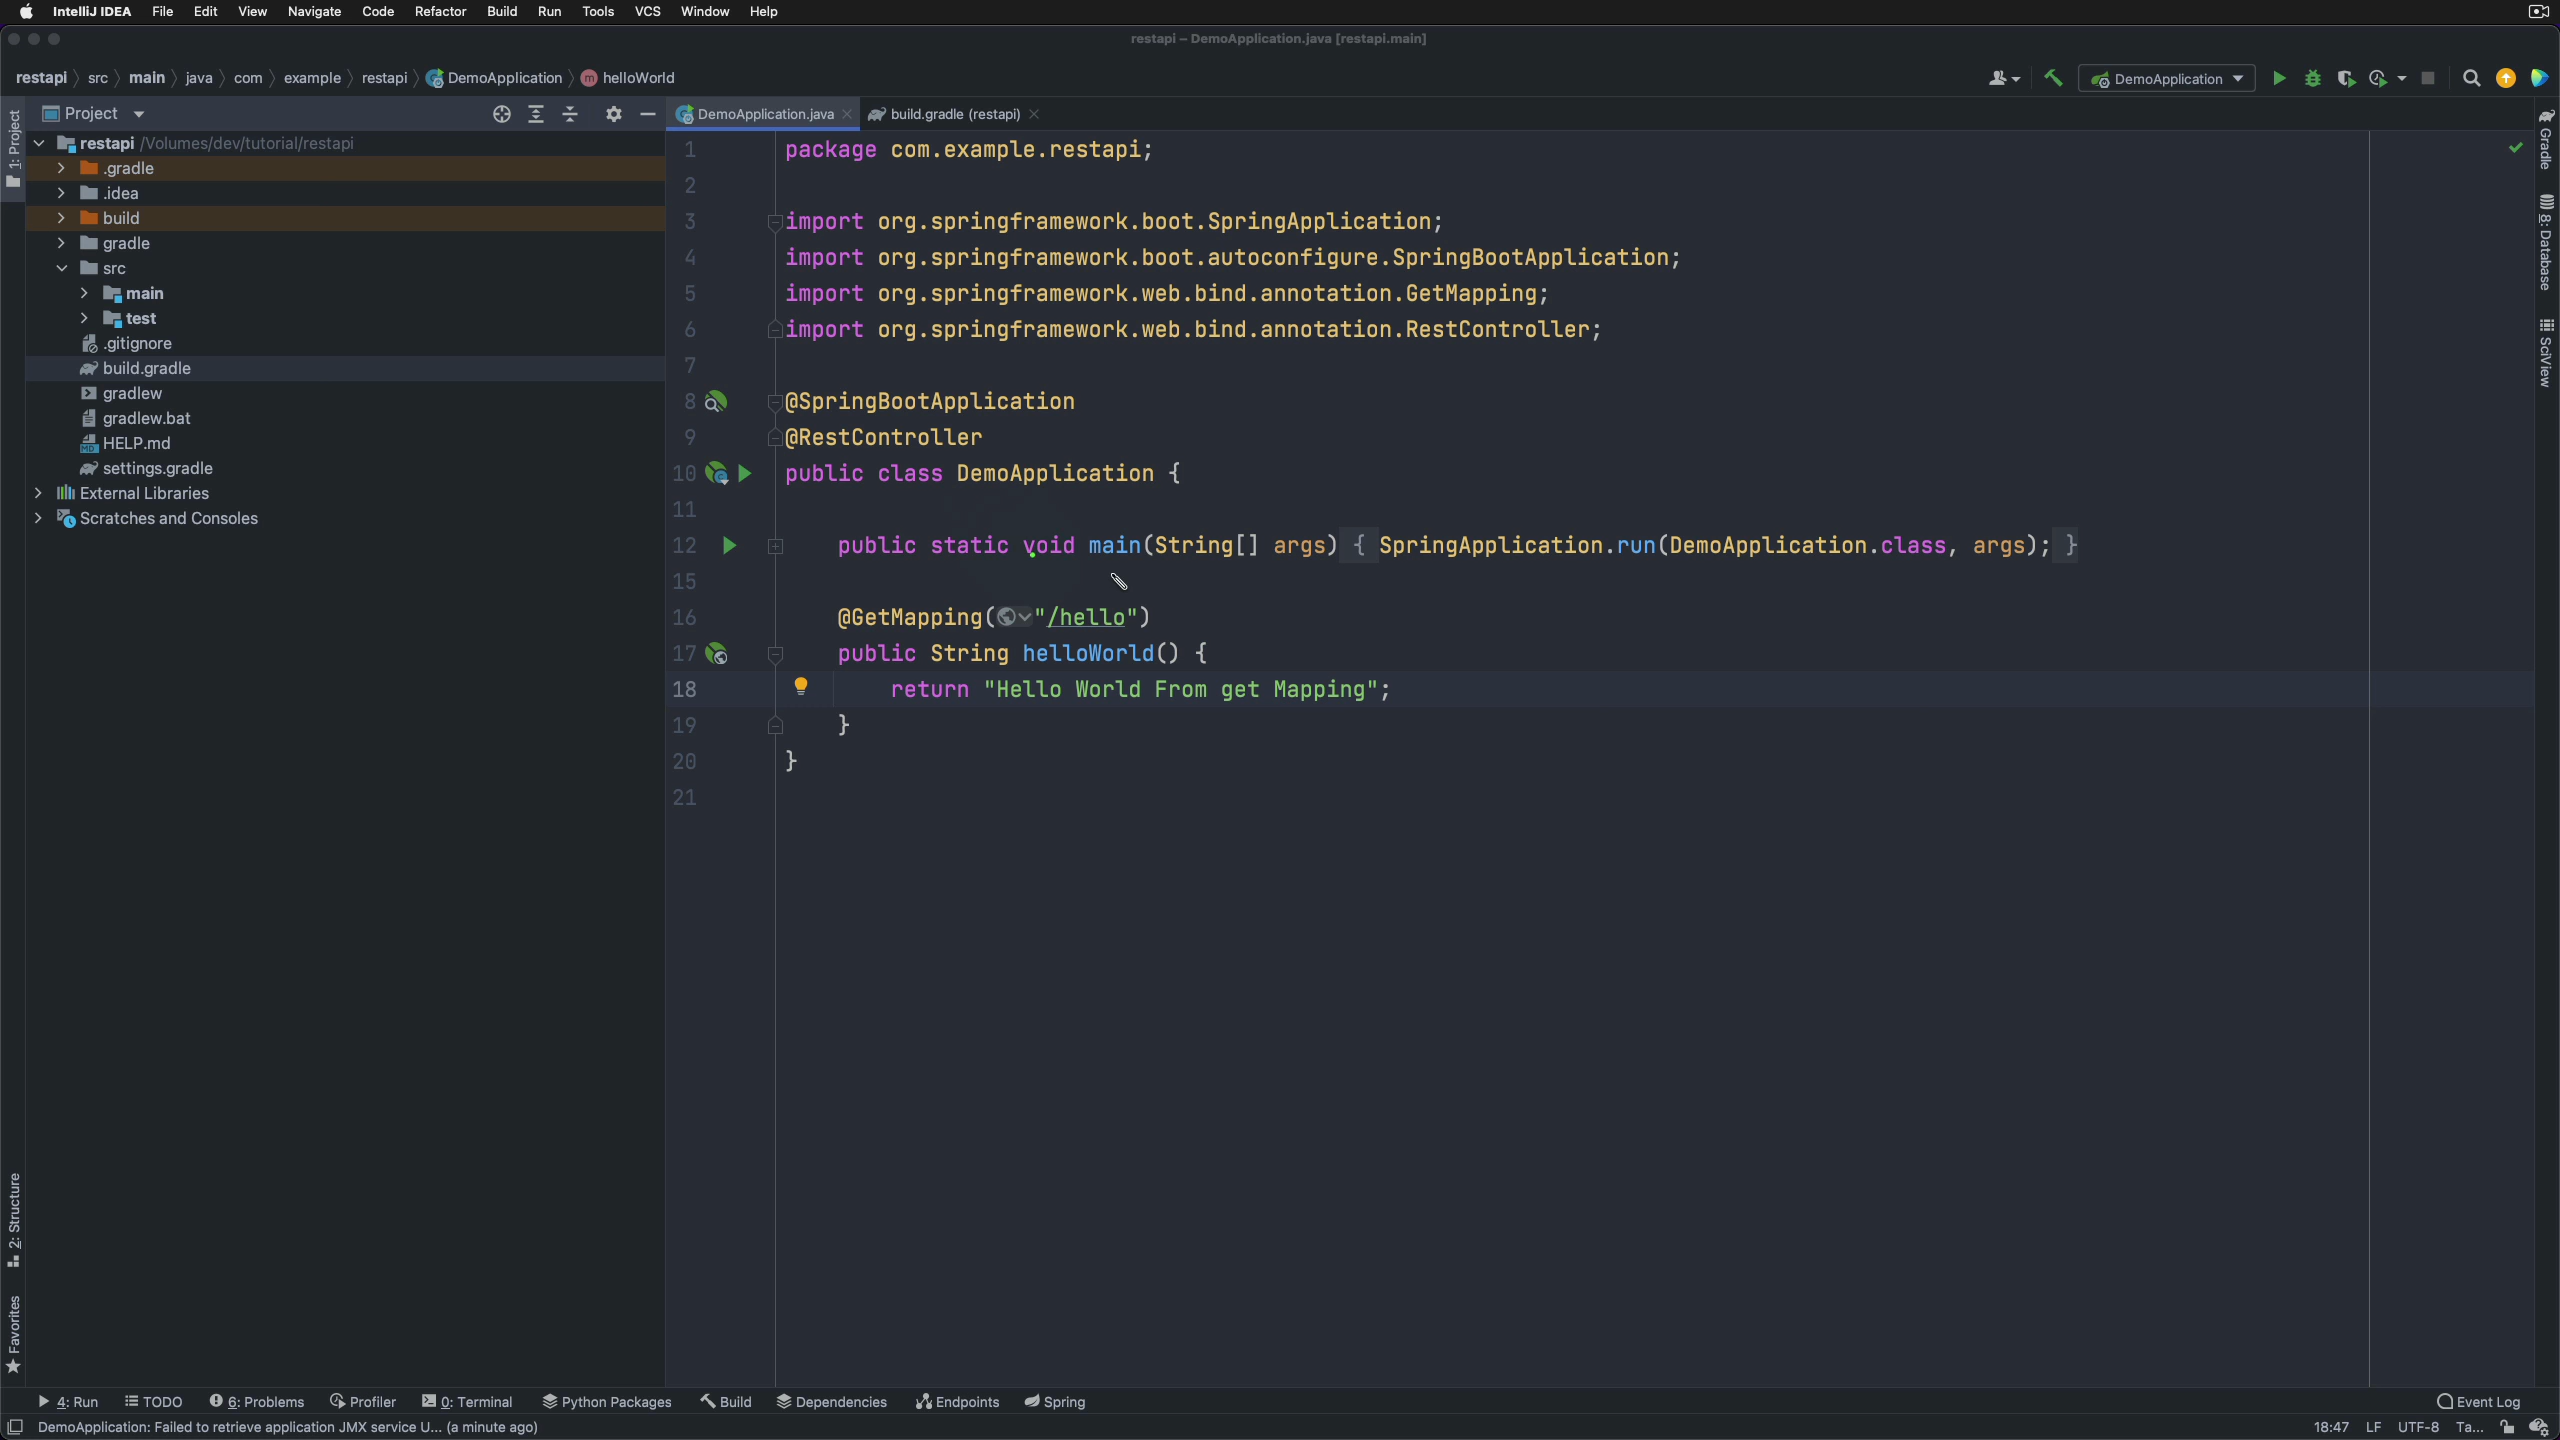 IntelliJ IDEA File Edit View Navigate Code Refactor Build Run Tools VCS Window Help
restapi – DemoApplication.java [restapi.main]
restapi src main java com example restapi DemoApplication m helloWorld
DemoApplication
1: Project
Project
DemoApplication.java
build.gradle (restapi)
restapi /Volumes/dev/tutorial/restapi
.gradle
.idea
build
gradle
src
main
test
.gitignore
build.gradle
gradlew
gradlew.bat
MD HELP.md
settings.gradle
External Libraries
Scratches and Consoles
1 package com.example.restapi;
2
3 import org.springframework.boot.SpringApplication;
4 import org.springframework.boot.autoconfigure.SpringBootApplication;
5 import org.springframework.web.bind.annotation.GetMapping;
6 import org.springframework.web.bind.annotation.RestController;
7
8 @SpringBootApplication
9 @RestController
10 public class DemoApplication {
11
12 public static void main(String[] args) { SpringApplication.run(DemoApplication.class, args); }
15
16 @GetMapping("/hello")
17 public String helloWorld() {
18 return "Hello World From get Mapping";
19 }
20 }
21
Gradle
8: Database
SciView
2: Structure
Favorites
4: Run TODO 6: Problems Profiler 0: Terminal Python Packages Build Dependencies Endpoints Spring Event Log
DemoApplication: Failed to retrieve application JMX service U... (a minute ago) 18:47 LF UTF-8 Ta...